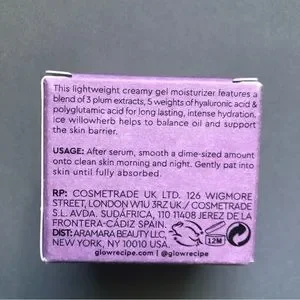 This lightweight creamy gel moisturizer features a
blend of 3 plum extracts, 5 weights of hyaluronic acid &
polyglutamic acid for long lasting, intense hydration,
Ice willowherb helps to balance oil and support
the skin barrier.
USAGE: After serum, smooth a dime-sized amount
onto clean skin morning and night. Gently pat into
skin until fully absorbed.
RP: COSMETRADE UK LTD. 126 WIGMORE
STREET, LONDON W1U 3RZ UK / COSMETRADE
S.L. AVDA. SUDÁFRICA, 110 11408 JEREZ DE LA
FRONTERA-CÁDIZ SPAIN.
DIST: ARAMARA BEAUTY LLC,
NEW YORK, NY 10010 USA.
12M
glowrecipe.com | @glowrecipe